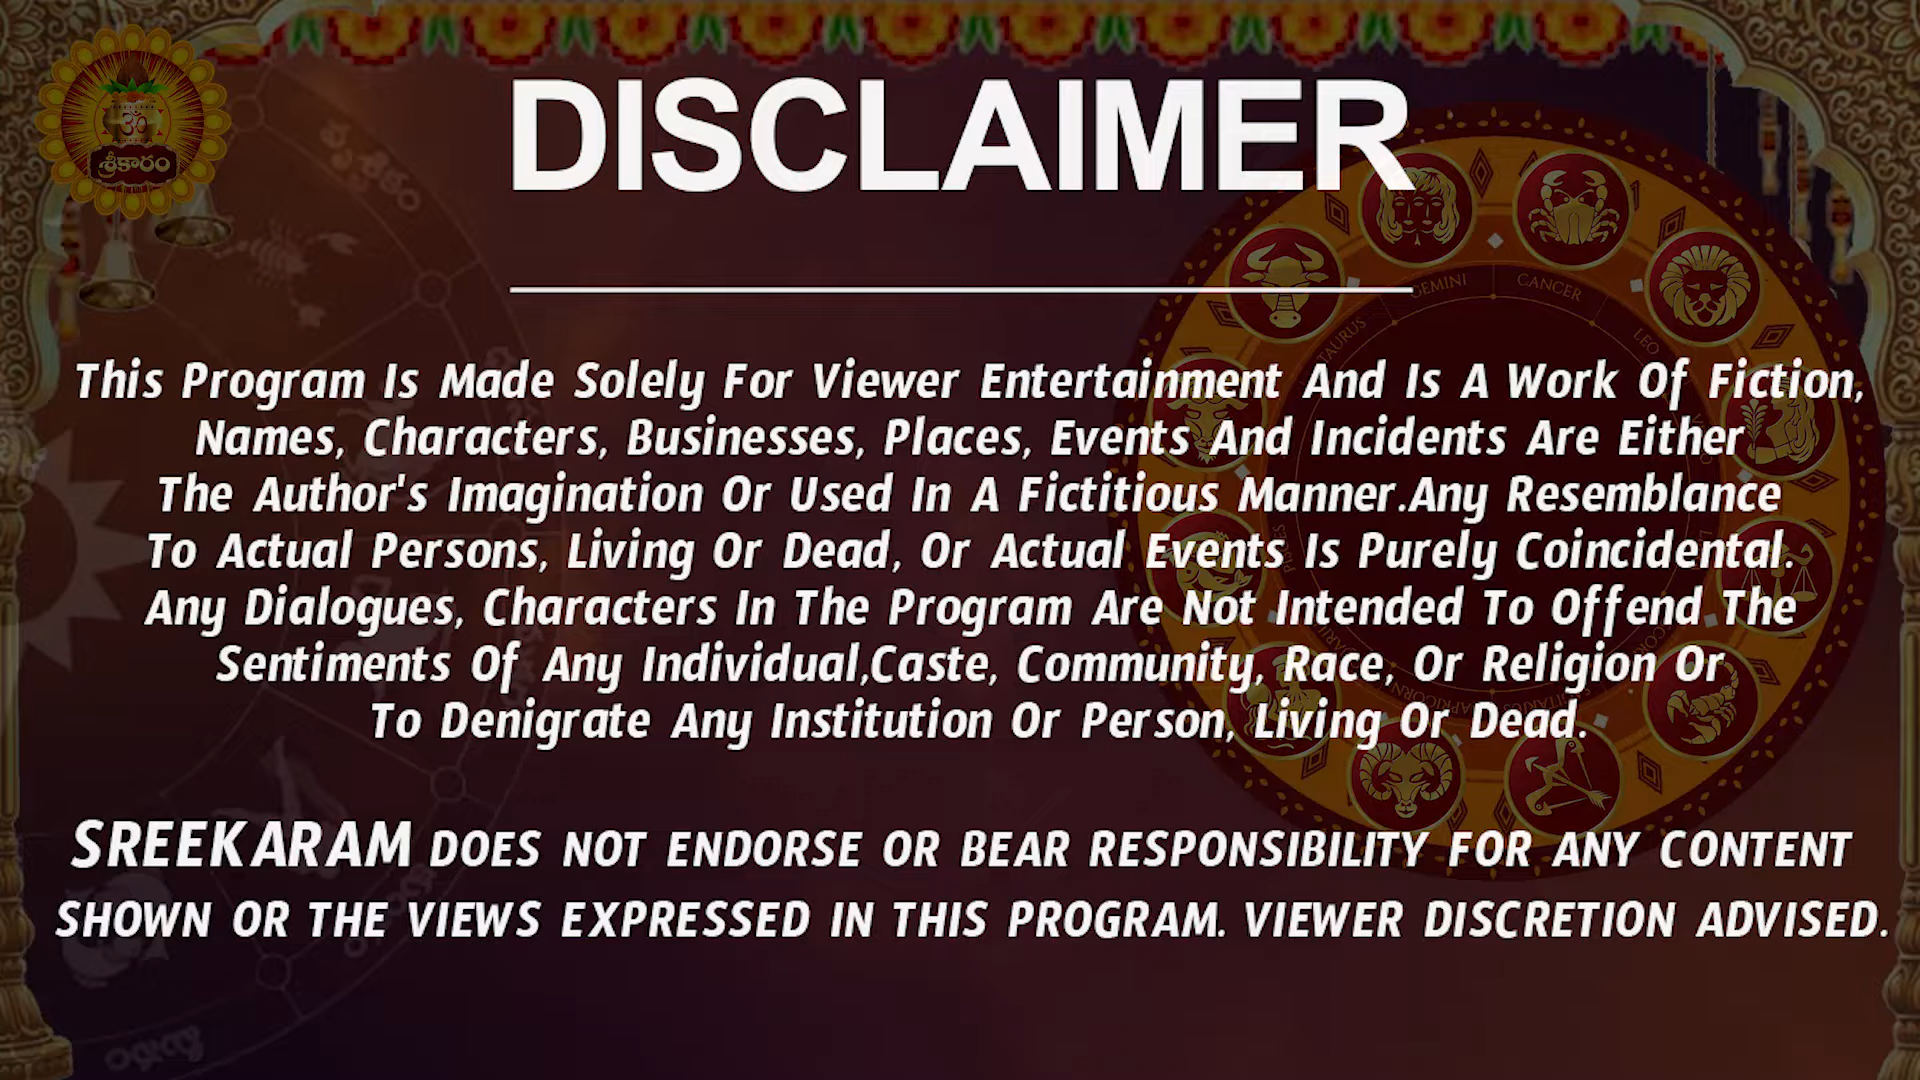 శ్రీకారం
DISCLAIMER
GEMINI
CANCER
TAURUS
LEO
This Program Is Made Solely For Viewer Entertainment And Is A Work Of Fiction,
Names, Characters, Businesses, Places, Events And Incidents Are Either
The Author's Imagination Or Used In A Fictitious Manner.Any Resemblance
To Actual Persons, Living Or Dead, Or Actual Events Is Purely Coincidental.
Any Dialogues, Characters In The Program Are Not Intended To Offend The
Sentiments Of Any Individual,Caste, Community, Race, Or Religion Or
To Denigrate Any Institution Or Person, Living Or Dead.
SREEKARAM DOES NOT ENDORSE OR BEAR RESPONSIBILITY FOR ANY CONTENT
SHOWN OR THE VIEWS EXPRESSED IN THIS PROGRAM. VIEWER DISCRETION ADVISED.